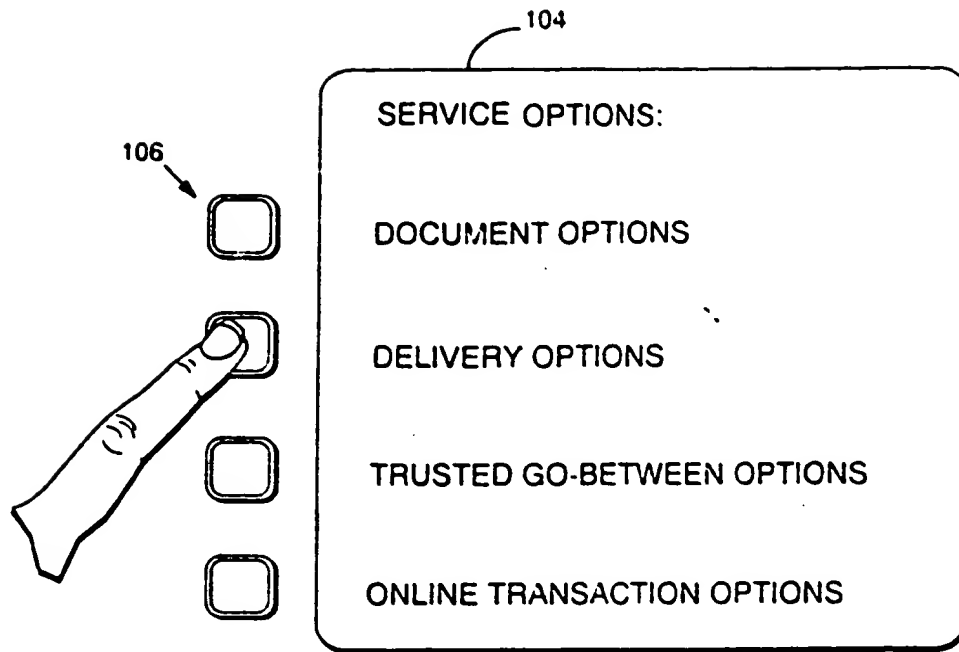 104
SERVICE OPTIONS:
106
DOCUMENT OPTIONS
DELIVERY OPTIONS
TRUSTED GO-BETWEEN OPTIONS
ONLINE TRANSACTION OPTIONS